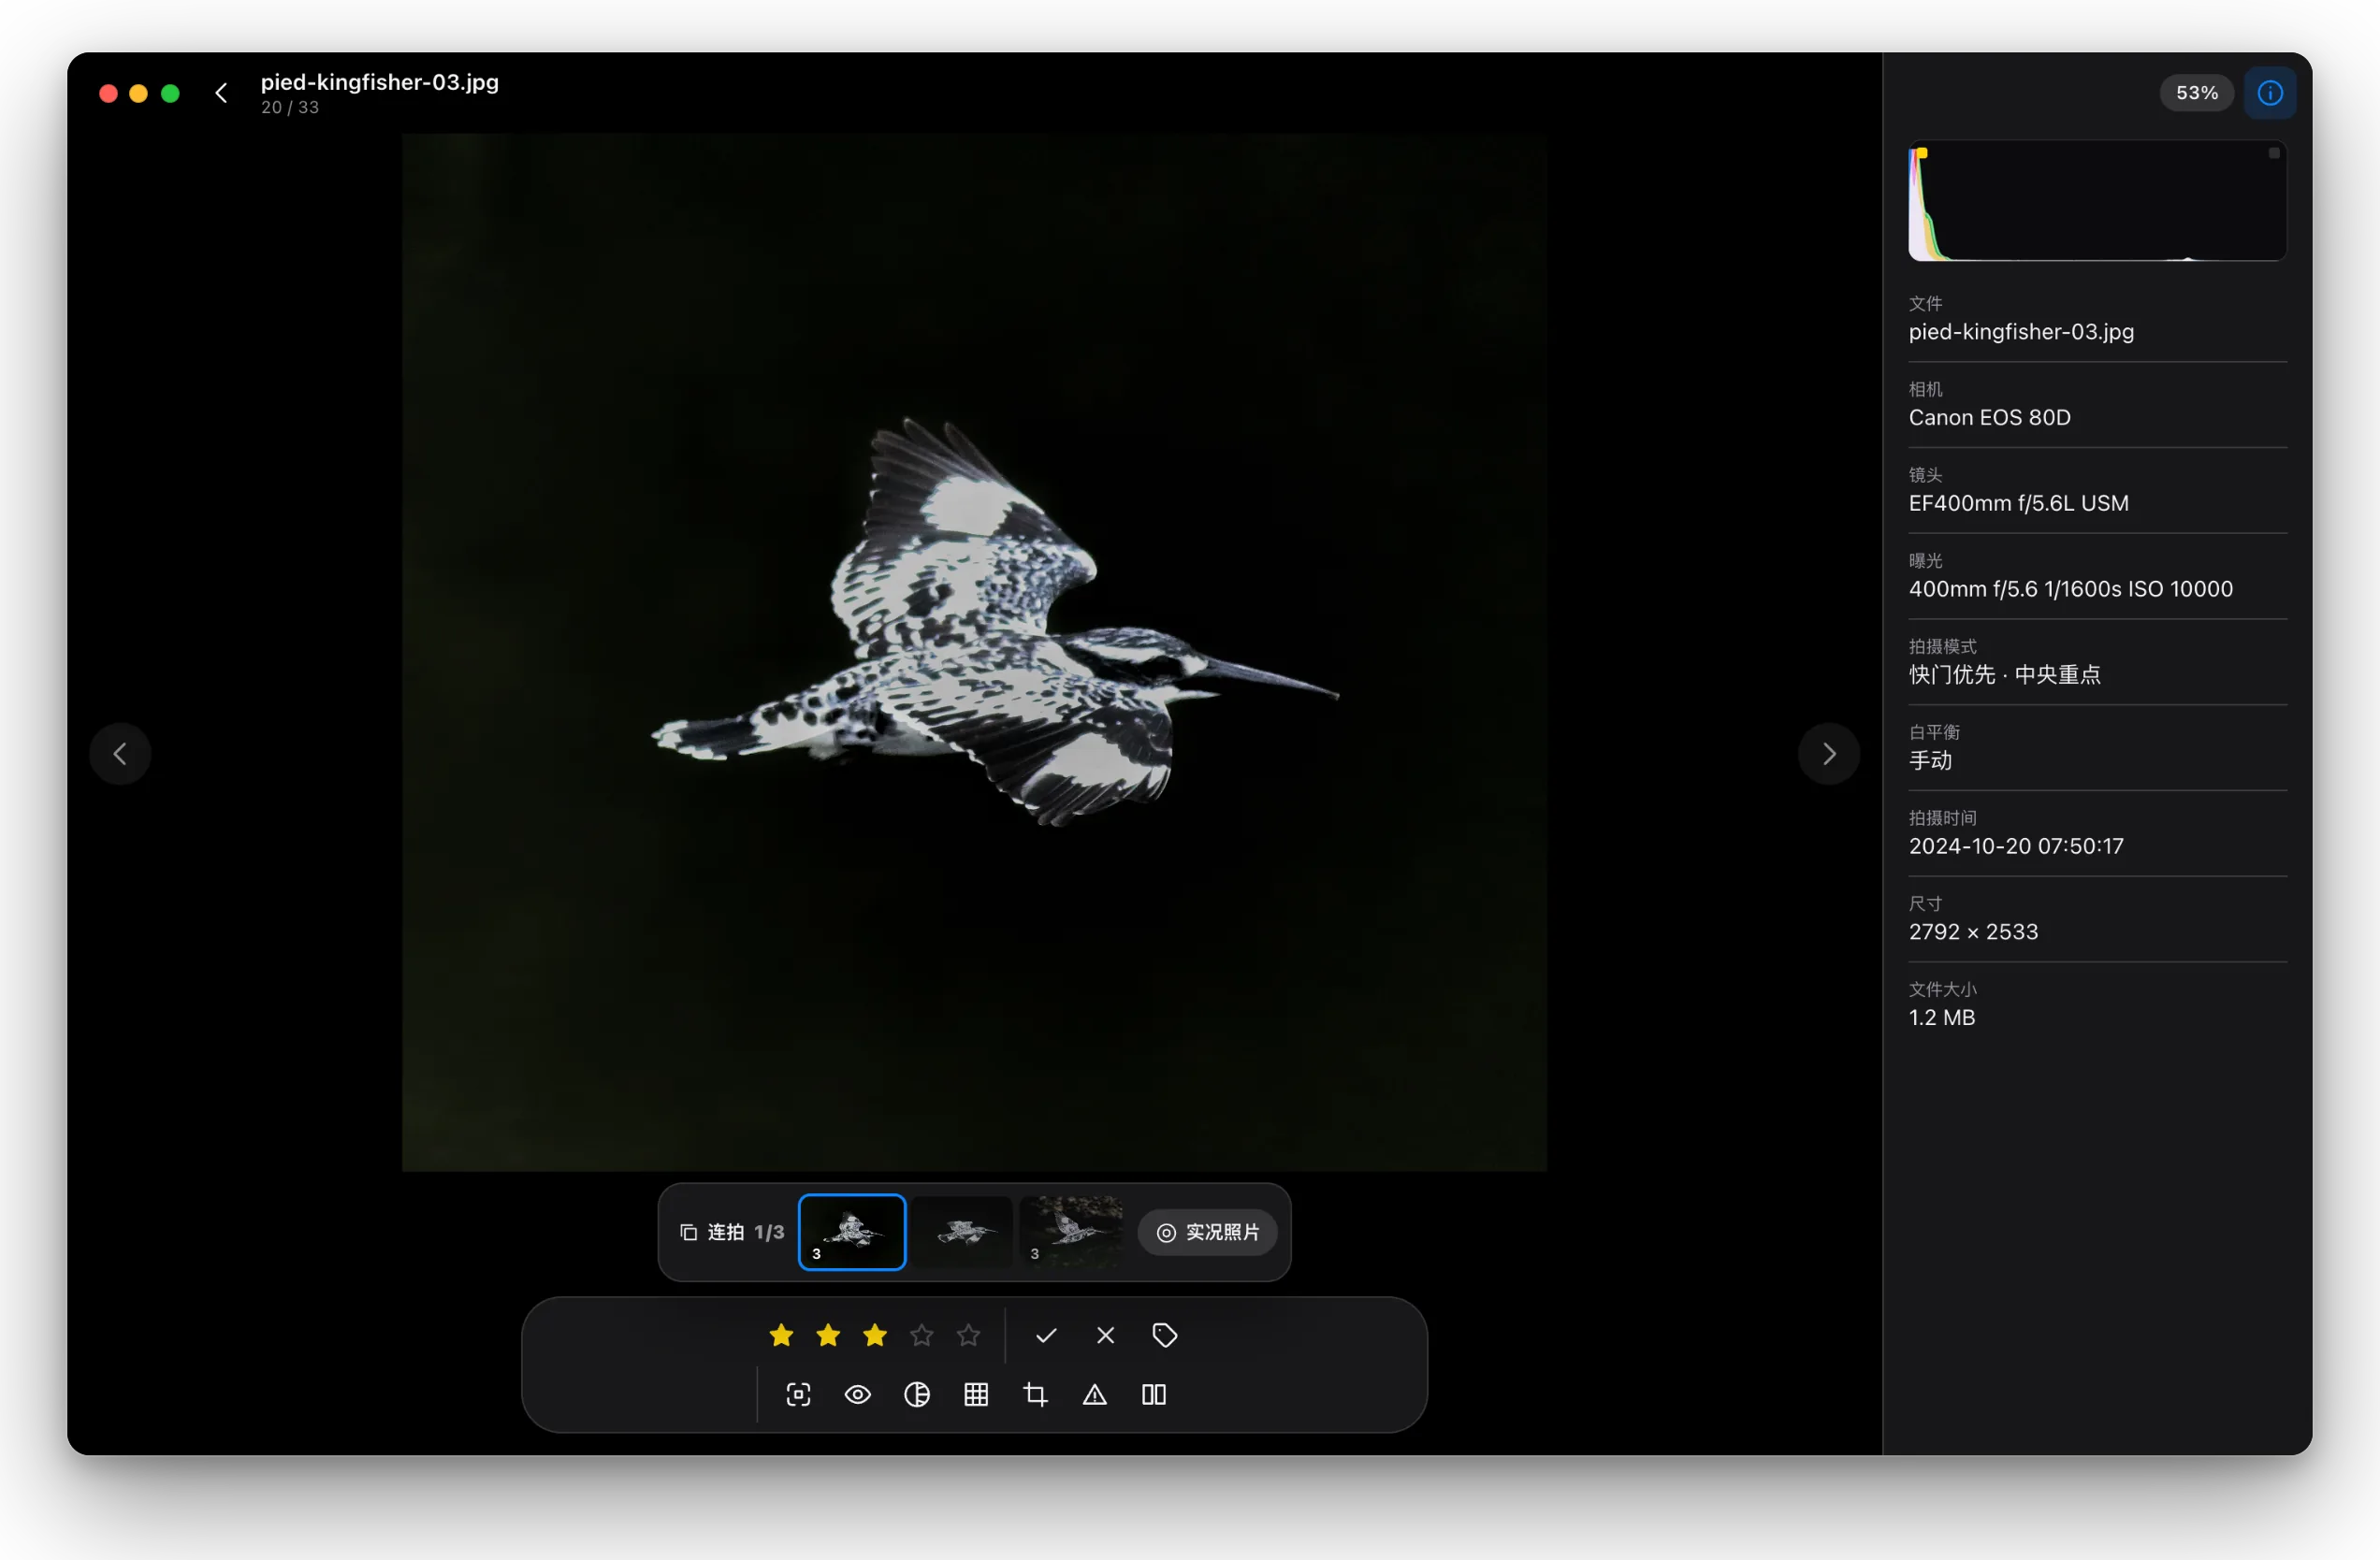 pied-kingfisher-03.jpg
20 / 33
53%
文件
pied-kingfisher-03.jpg
相机
Canon EOS 80D
镜头
EF400mm f/5.6L USM
曝光
400mm f/5.6 1/1600s ISO 10000
拍摄模式
快门优先 · 中央重点
白平衡
手动
拍摄时间
2024-10-20 07:50:17
尺寸
2792 × 2533
文件大小
1.2 MB
连拍 1/3
3
3
实况照片